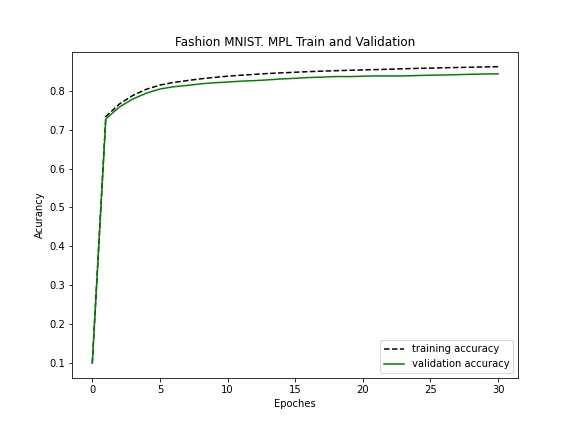 Fashion MNIST. MPL Train and Validation
0.8
0.7
0.6
0.5
0.4
0.3
0.2
0.1
Acurancy
training accuracy
validation accuracy
0 5 10 15 20 25 30
Epoches